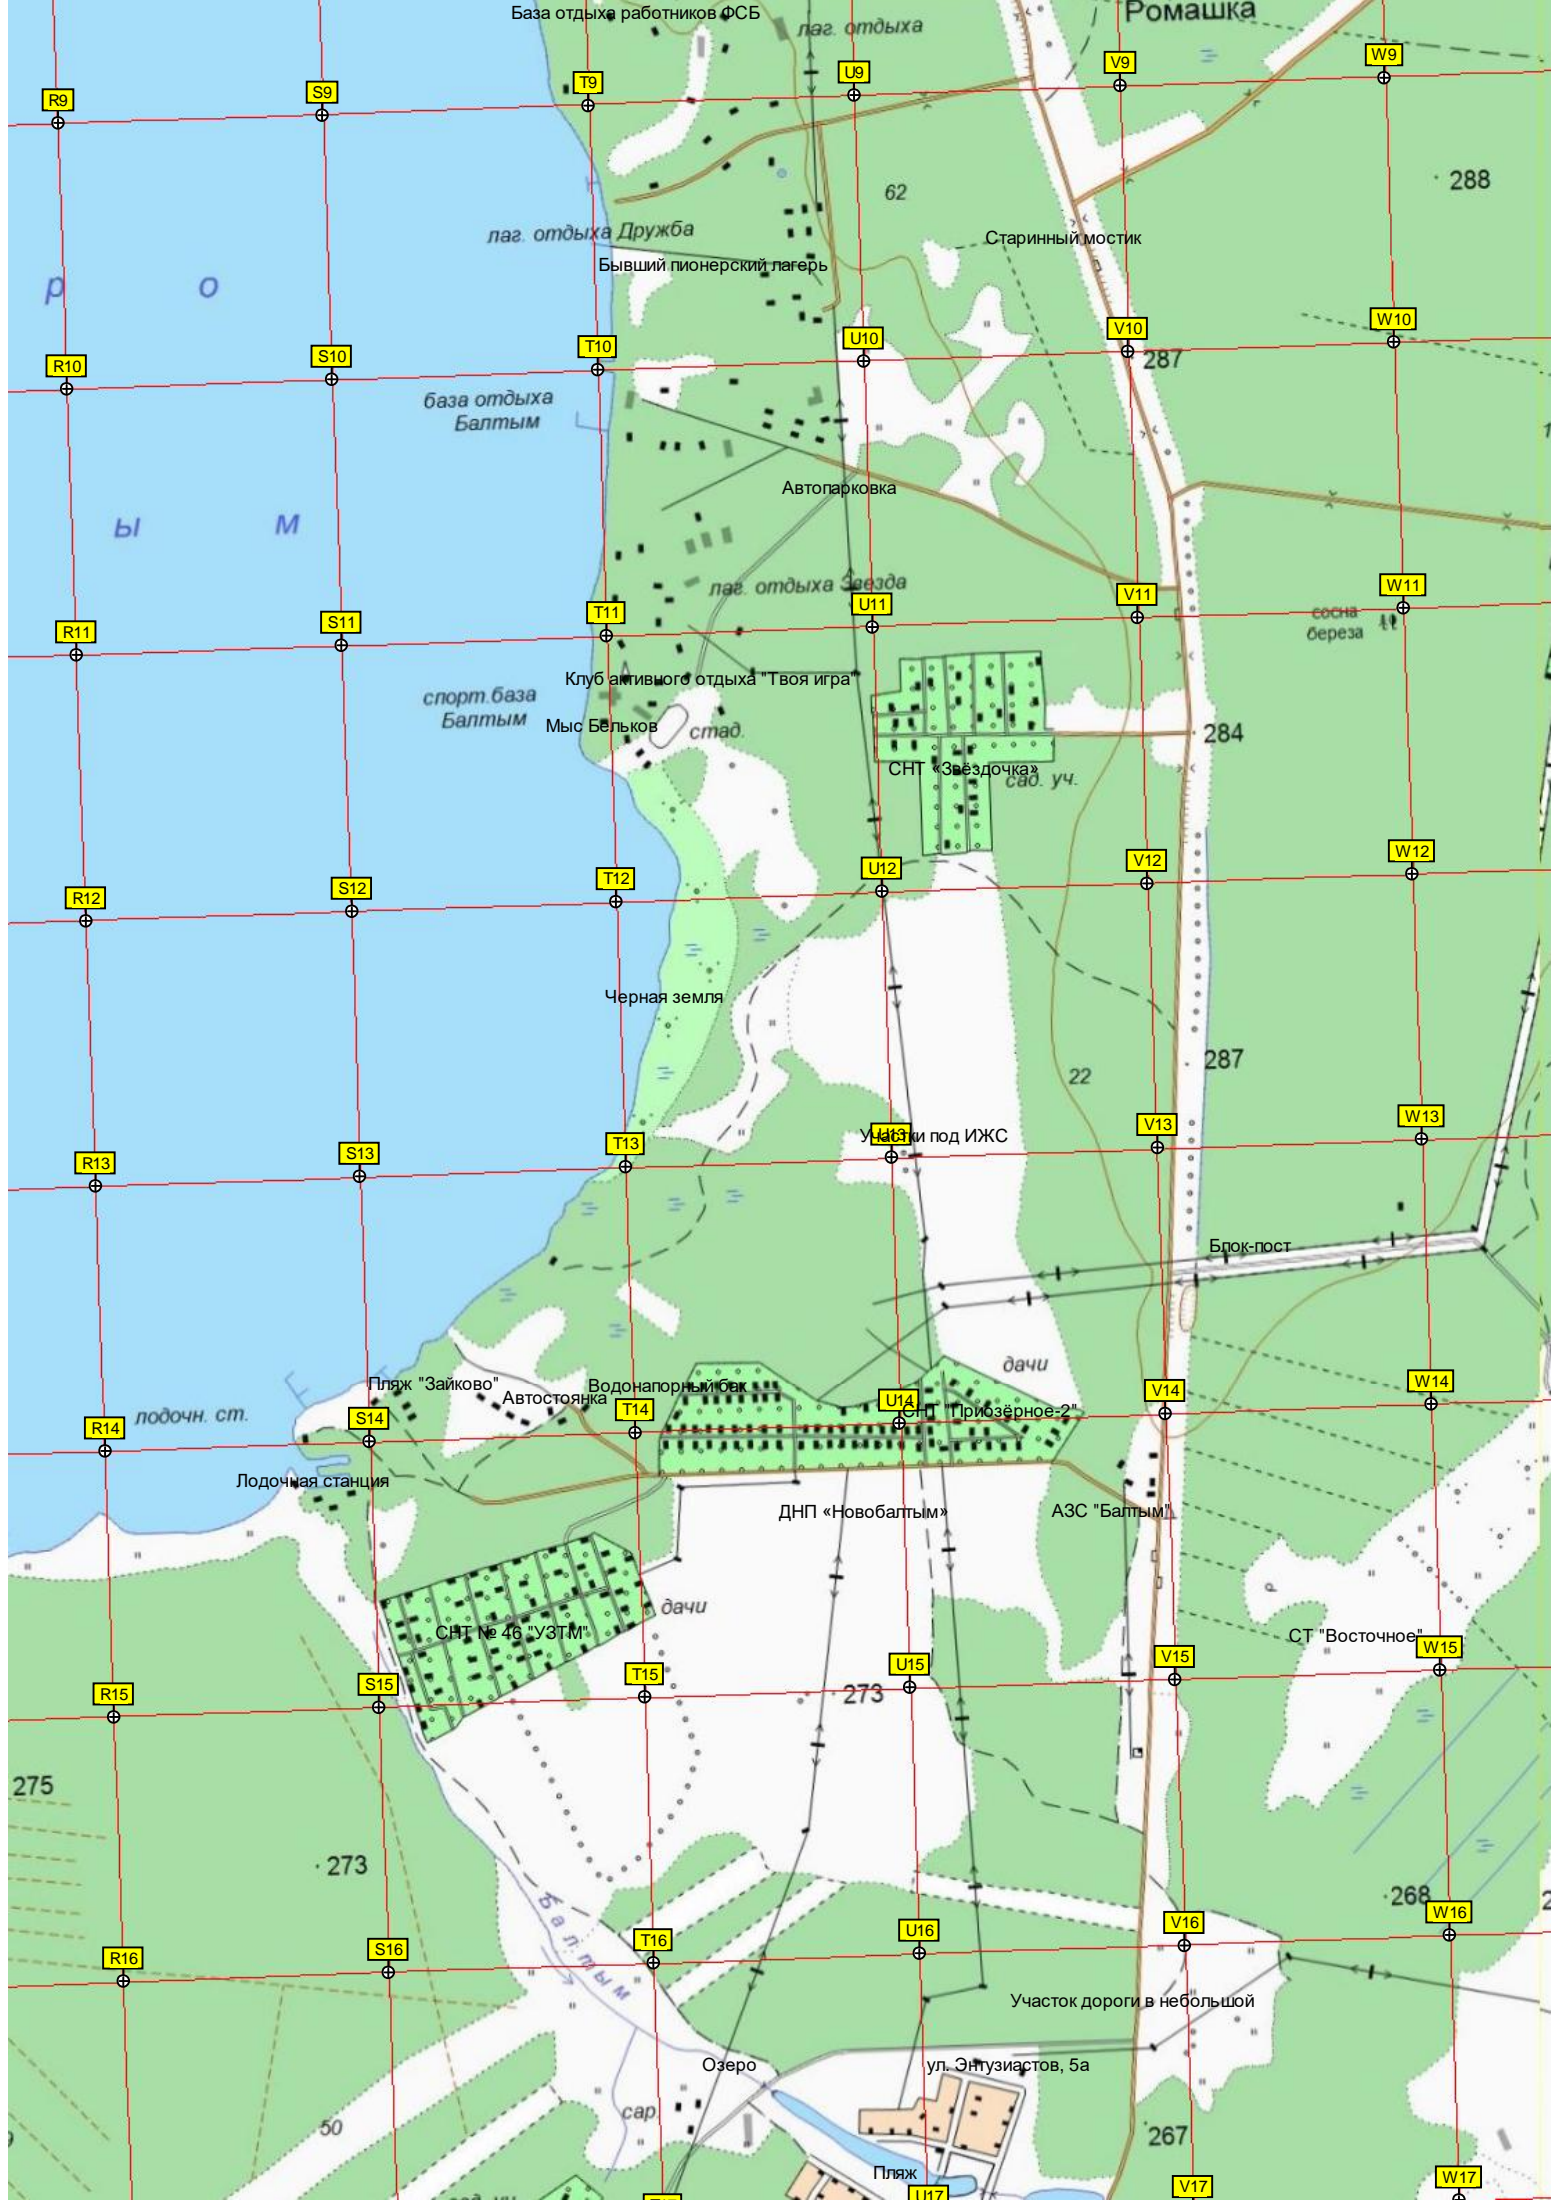 База отдыха работников ФСБ
Ромашка
лаг. отдыха
R9
S9
T9
U9
V9
W9
288
62
лаг. отдыха Дружба
Старинный мостик
Бывший пионерский лагерь
р о
R10
S10
T10
U10
V10
W10
287
база отдыха
Балтым
Автопарковка
ы м
лаг. отдыха Звезда
R11
S11
T11
U11
V11
W11
сосна
береза
Клуб активного отдыха "Твоя игра"
спорт.база
Балтым
Мыс Бельков
стад.
284
СНТ «Звёздочка»
сад. уч.
R12
S12
T12
U12
V12
W12
Черная земля
287
22
R13
S13
T13
U13
V13
W13
Участки под ИЖС
Блок-пост
дачи
Пляж "Зайково"
Автостоянка
Водонапорный бак
R14
S14
T14
U14
V14
W14
СНТ "Приозёрное-2"
лодочн. ст.
Лодочная станция
ДНП «Новобалтым»
АЗС "Балтым"
дачи
СНТ № 46 "УЗТМ"
СТ "Восточное"
R15
S15
T15
U15
V15
W15
273
275
273
268
Балтым
R16
S16
T16
U16
V16
W16
Участок дороги в небольшой
Озеро
ул. Энтузиастов, 5а
сар.
50
267
Пляж
U17
V17
W17